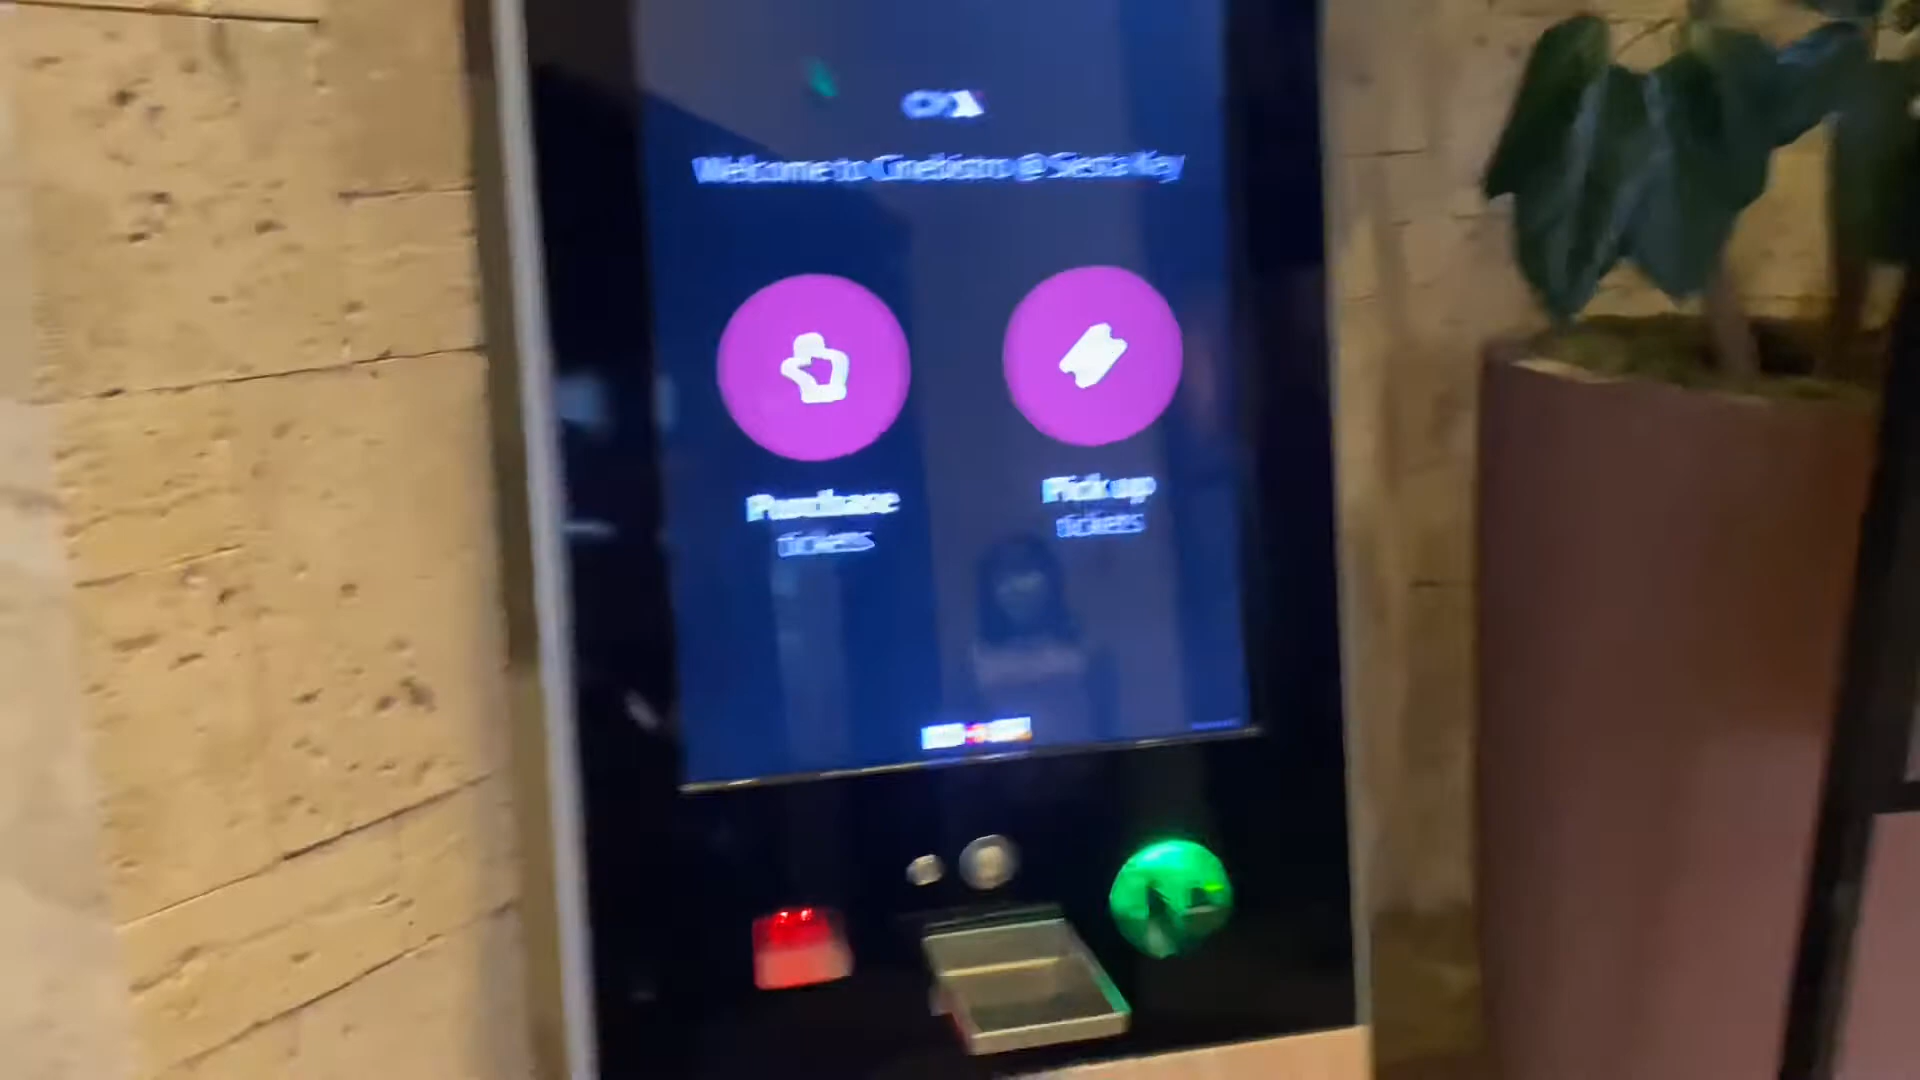 Welcome to Cinebistro @ Siesta Key
Purchase
tickets
Pick up
tickets